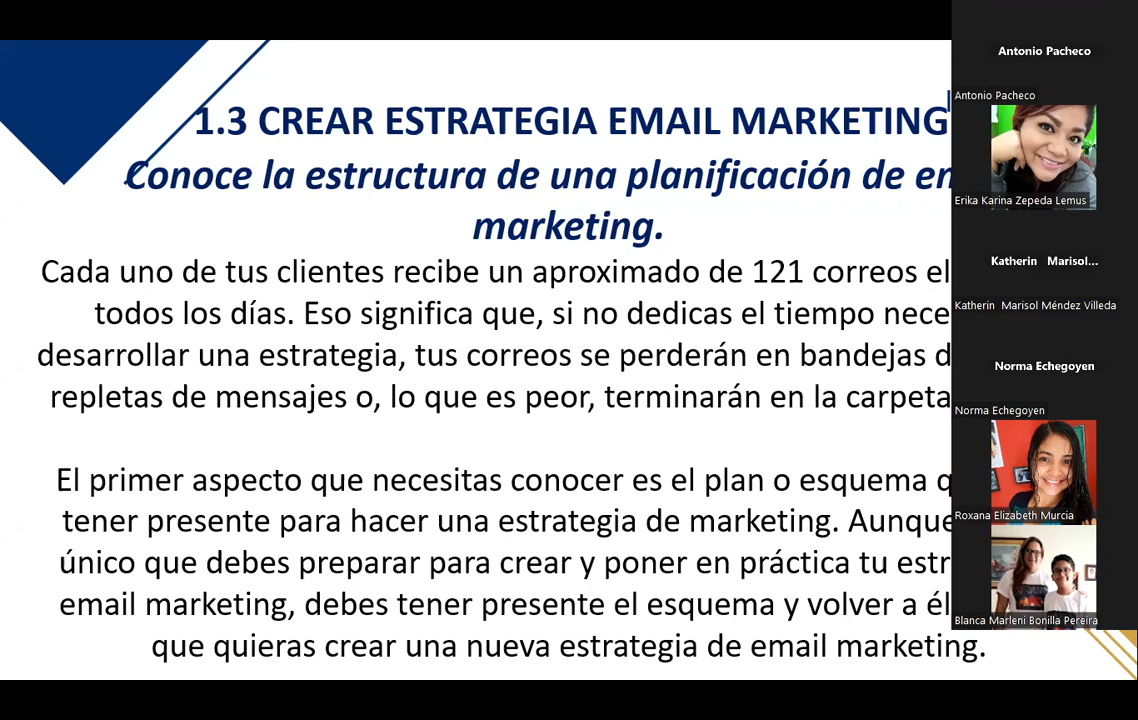 1.3 CREAR ESTRATEGIA EMAIL MARKETING
Conoce la estructura de una planificación de
marketing.
Cada uno de tus clientes recibe un aproximado de 121 correos
todos los días. Eso significa que, si no dedicas el tiempo
desarrollar una estrategia, tus correos se perderán en bandejas
repletas de mensajes o, lo que es peor, terminarán en la carpeta
El primer aspecto que necesitas conocer es el plan o esquema
tener presente para hacer una estrategia de marketing. Aunque
único que debes preparar para crear y poner en práctica tu
email marketing, debes tener presente el esquema y volver a él
que quieras crear una nueva estrategia de email marketing.
Antonio Pacheco
Antonio Pacheco
Erika Karina Zepeda Lemus
Katherin Marisol...
Katherin Marisol Méndez Villeda
Norma Echegoyen
Norma Echegoyen
Roxana Elizabeth Murcia
Blanca Marleni Bonilla Pereira